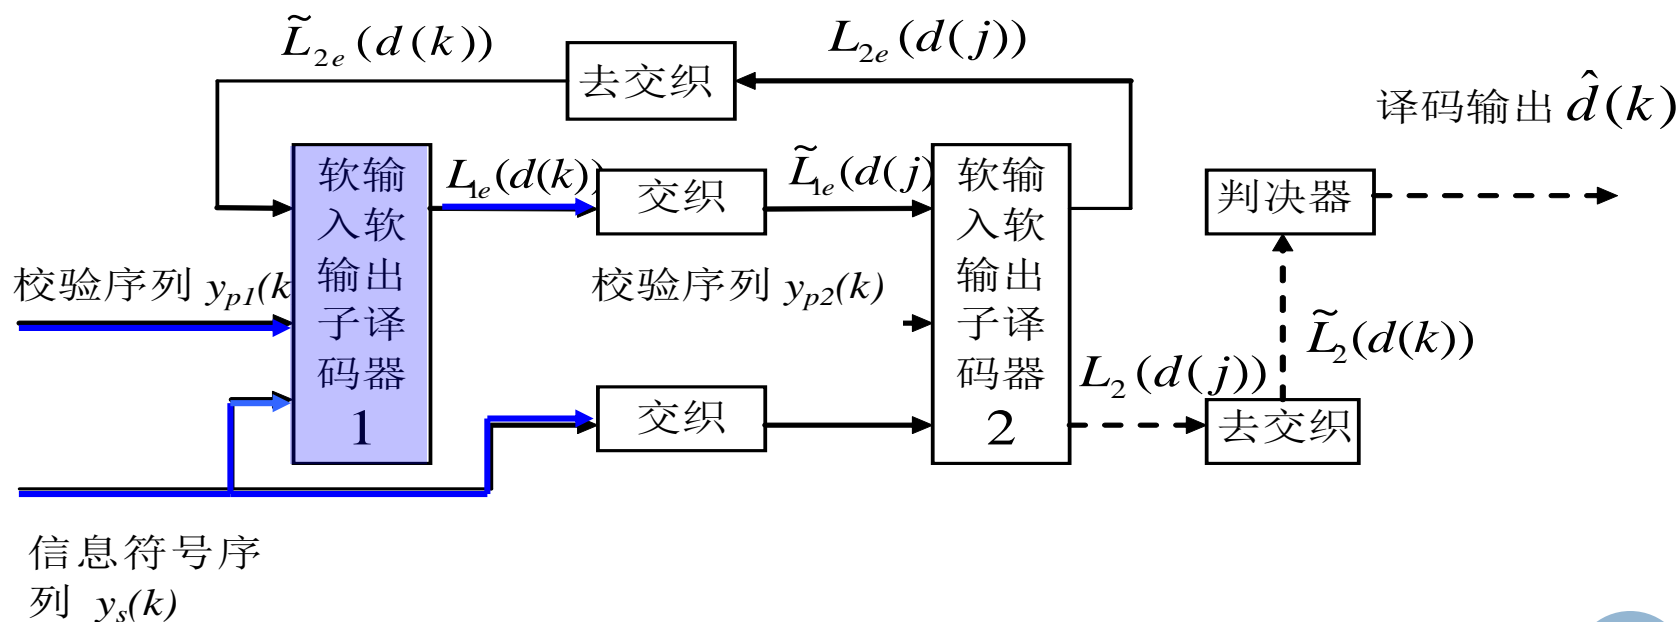 L̃₂ₑ(d(k))
L₂ₑ(d(j))
去交织
译码输出 d̂(k)
软输
入软
输出
子译
码器
1
L₁ₑ(d(k))
交织
L̃₁ₑ(d(j)
软输
入软
输出
子译
码器
2
判决器
校验序列 yₚ₁(k
校验序列 yₚ₂(k)
L̃₂(d(k))
L₂(d(j))
交织
去交织
信息符号序
列 yₛ(k)